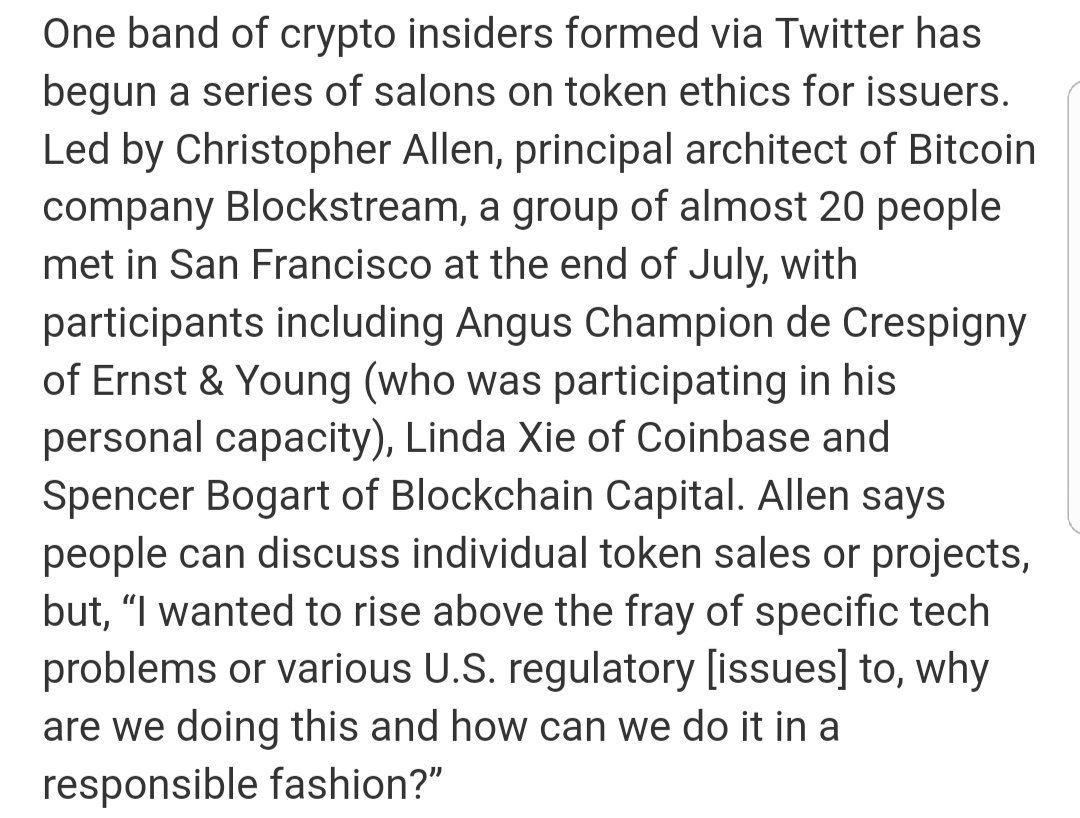 One band of crypto insiders formed via Twitter has
begun a series of salons on token ethics for issuers.
Led by Christopher Allen, principal architect of Bitcoin
company Blockstream, a group of almost 20 people
met in San Francisco at the end of July, with
participants including Angus Champion de Crespigny
of Ernst & Young (who was participating in his
personal capacity), Linda Xie of Coinbase and
Spencer Bogart of Blockchain Capital. Allen says
people can discuss individual token sales or projects,
but, “I wanted to rise above the fray of specific tech
problems or various U.S. regulatory [issues] to, why
are we doing this and how can we do it in a
responsible fashion?”